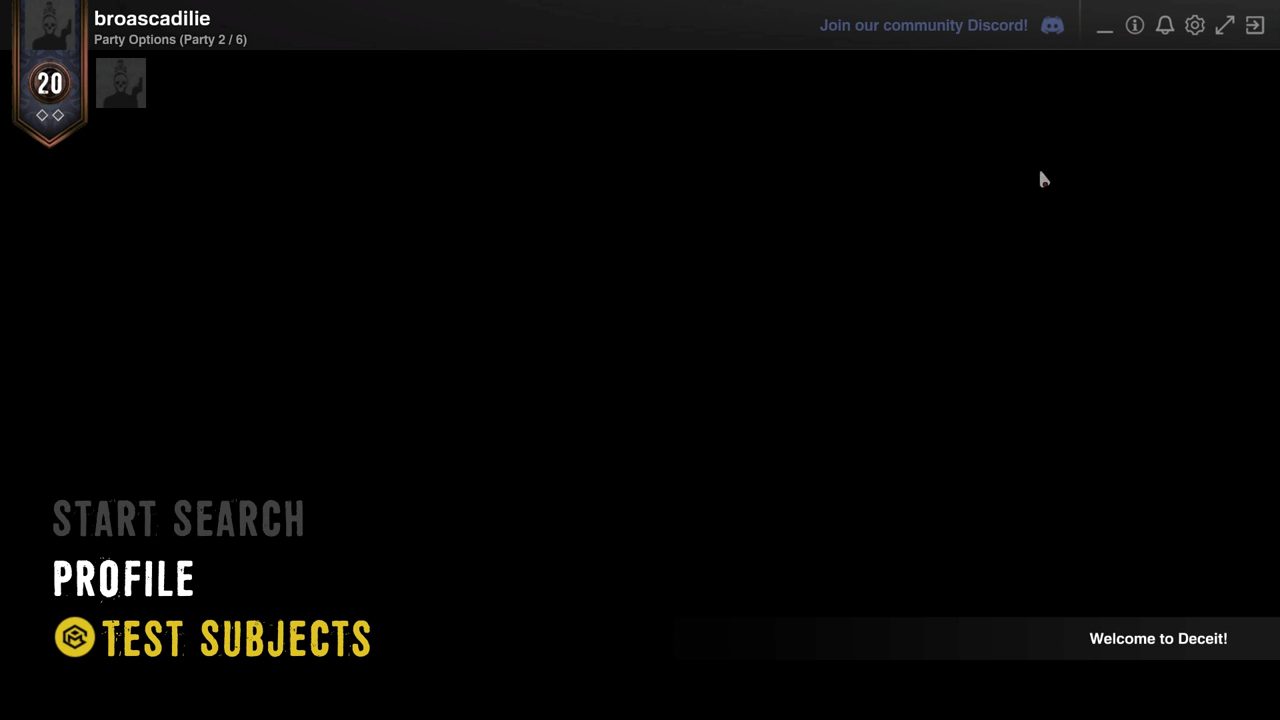 broascadilie
Party Options (Party 2 / 6)
Join our community Discord!
20
START SEARCH
PROFILE
TEST SUBJECTS
Welcome to Deceit!